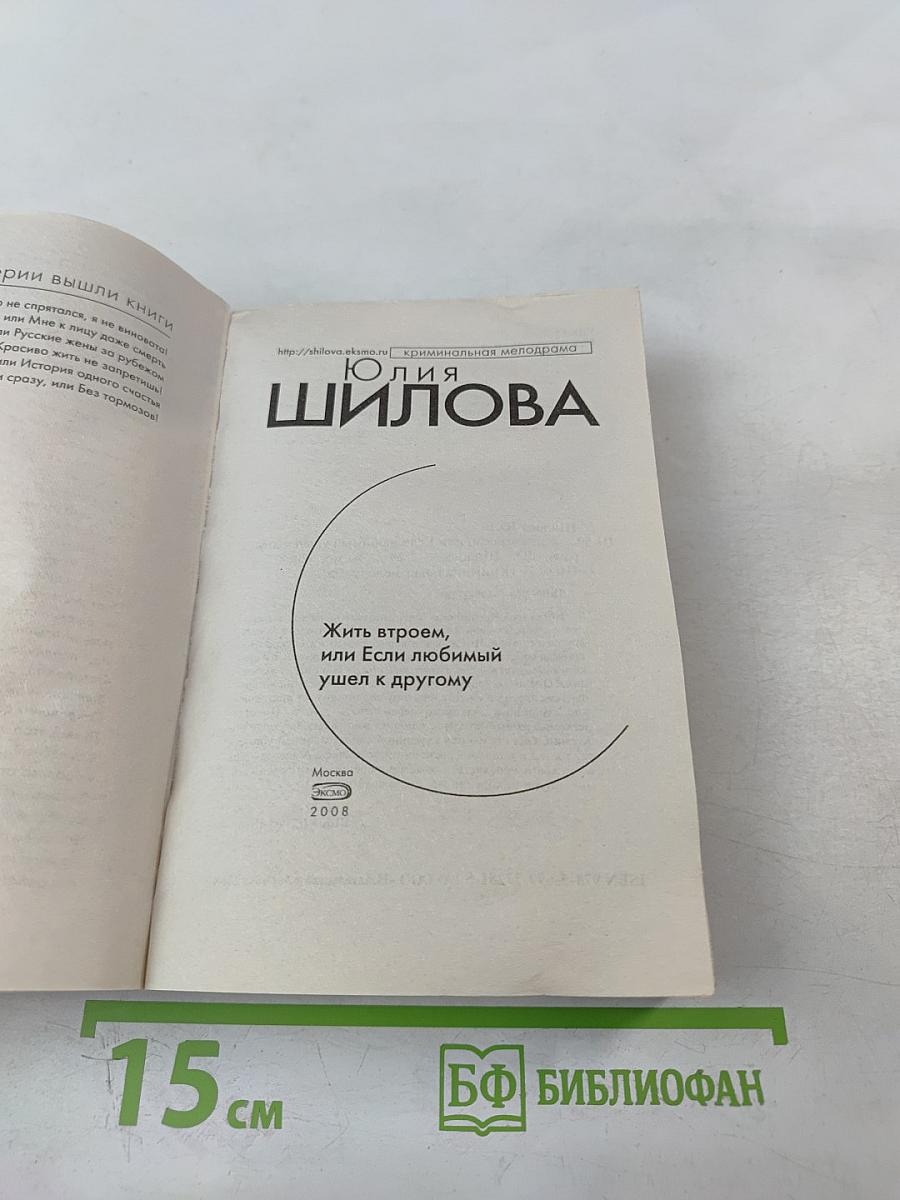 ерии вышли книги
о не спрятался, я не виновата!
или Мне к лицу даже смерть
ли Русские жены за рубежом
Красиво жить не запретишь!
или История одного счастья
и сразу, или Без тормозов!
http://shilova.eksmo.ru криминальная мелодрама
Юлия
ШИЛОВА
Жить втроем,
или Если любимый
ушел к другому
Москва
ЭКСМО
2008
15 см
БФ БИБЛИОФАН